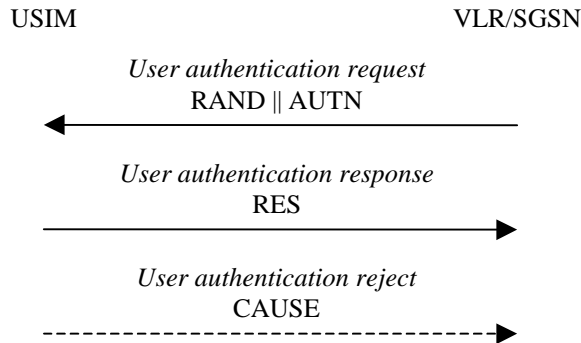 USIM VLR/SGSN
User authentication request
RAND || AUTN
User authentication response
RES
User authentication reject
CAUSE